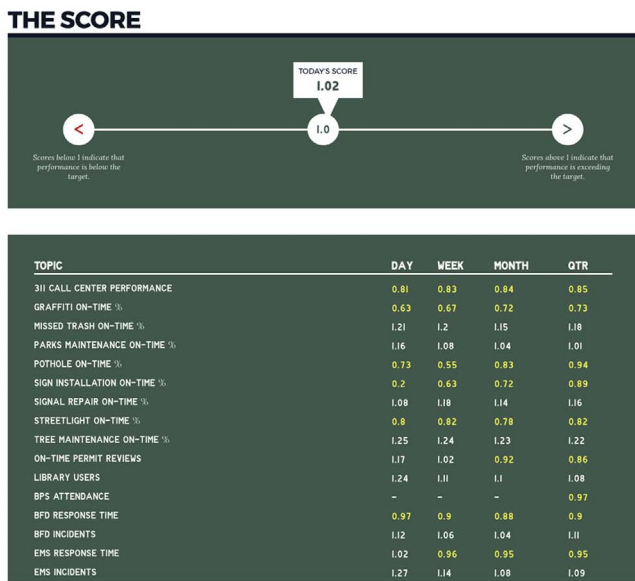 THE SCORE
TODAY'S SCORE
1.02
< 1.0 >
Scores below 1 indicate that
performance is below the
target.
Scores above 1 indicate that
performance is exceeding
the target.
TOPIC DAY WEEK MONTH QTR
311 CALL CENTER PERFORMANCE 0.81 0.83 0.84 0.85
GRAFFITI ON-TIME % 0.63 0.67 0.72 0.73
MISSED TRASH ON-TIME % 1.21 1.2 1.15 1.18
PARKS MAINTENANCE ON-TIME % 1.16 1.08 1.04 1.01
POTHOLE ON-TIME % 0.73 0.55 0.83 0.94
SIGN INSTALLATION ON-TIME % 0.2 0.63 0.72 0.89
SIGNAL REPAIR ON-TIME % 1.08 1.18 1.14 1.16
STREETLIGHT ON-TIME % 0.8 0.82 0.78 0.82
TREE MAINTENANCE ON-TIME % 1.25 1.24 1.23 1.22
ON-TIME PERMIT REVIEWS 1.17 1.02 0.92 0.86
LIBRARY USERS 1.24 1.11 1.1 1.08
BPS ATTENDANCE - - - 0.97
BFD RESPONSE TIME 0.97 0.9 0.88 0.9
BFD INCIDENTS 1.12 1.06 1.04 1.11
EMS RESPONSE TIME 1.02 0.96 0.95 0.95
EMS INCIDENTS 1.27 1.14 1.08 1.09